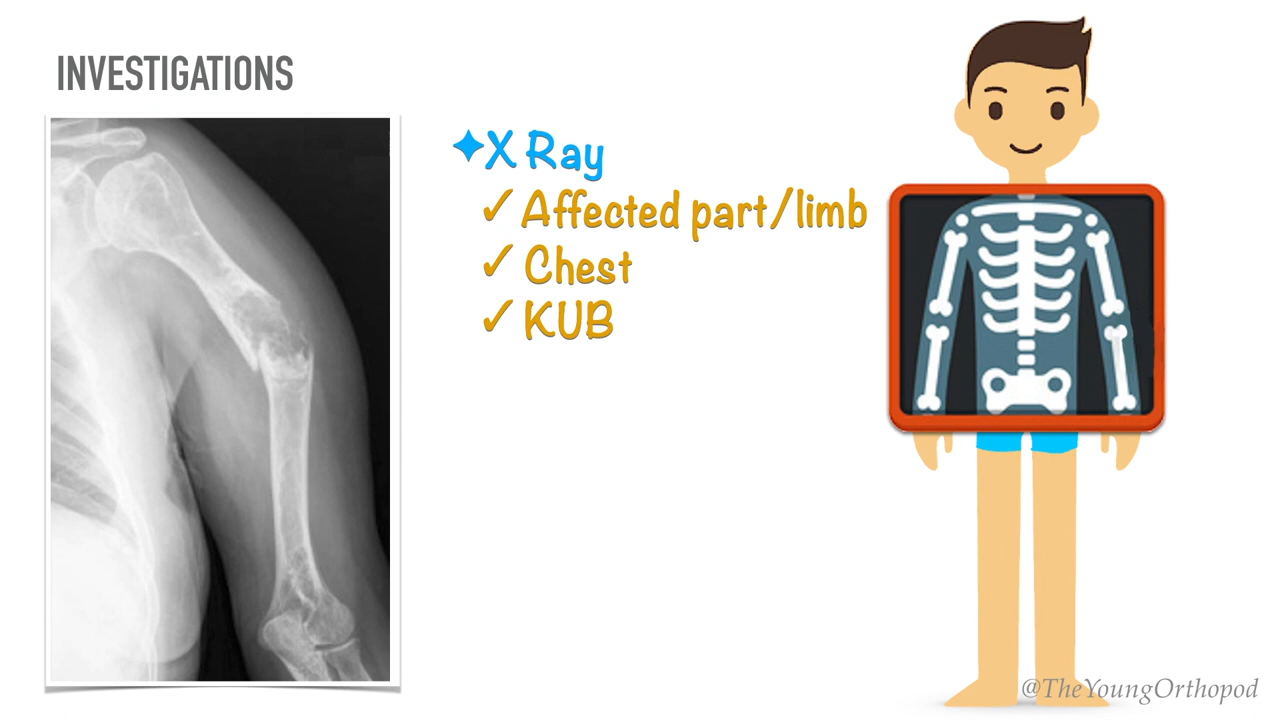 INVESTIGATIONS
✦X Ray
✓ Affected part/limb
✓ Chest
✓ KUB
@TheYoungOrthopod